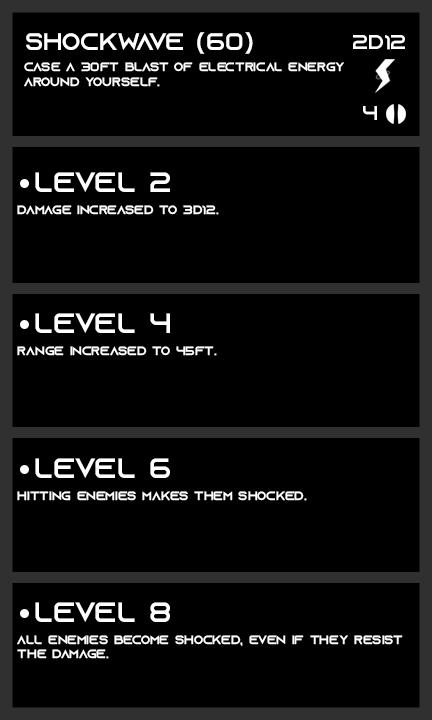 SHOCKWAVE (60)
2D12
CASE A 30FT BLAST OF ELECTRICAL ENERGY
AROUND YOURSELF.
4
•LEVEL 2
DAMAGE INCREASED TO 3D12.
•LEVEL 4
RANGE INCREASED TO 45FT.
•LEVEL 6
HITTING ENEMIES MAKES THEM SHOCKED.
•LEVEL 8
ALL ENEMIES BECOME SHOCKED, EVEN IF THEY RESIST
THE DAMAGE.